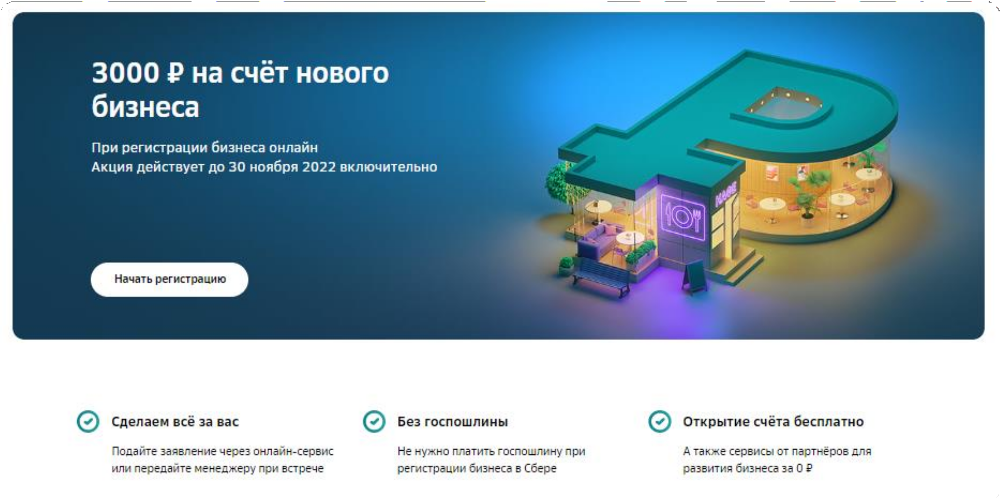 3000 ₽ на счёт нового
бизнеса
При регистрации бизнеса онлайн
Акция действует до 30 ноября 2022 включительно
КАФЕ
Начать регистрацию
Сделаем всё за вас
Подайте заявление через онлайн-сервис
или передайте менеджеру при встрече
Без госпошлины
Не нужно платить госпошлину при
регистрации бизнеса в Сбере
Открытие счёта бесплатно
А также сервисы от партнёров для
развития бизнеса за 0 ₽